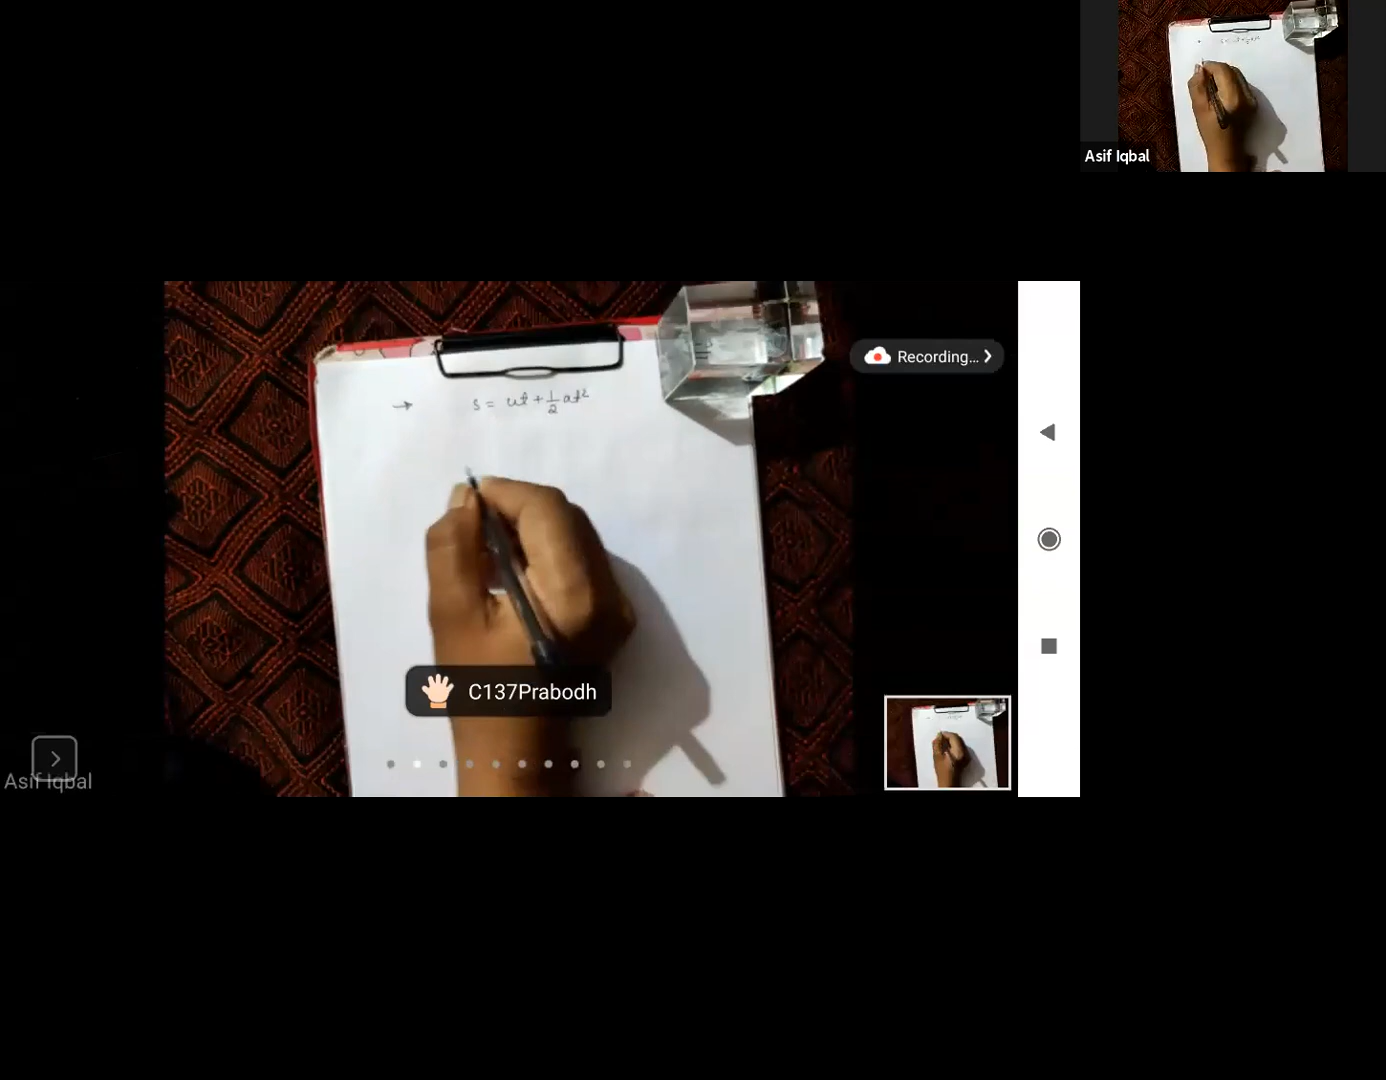 Asif Iqbal
Recording...
→ s = ut + 1/2 at²
C137Prabodh
Asif Iqbal